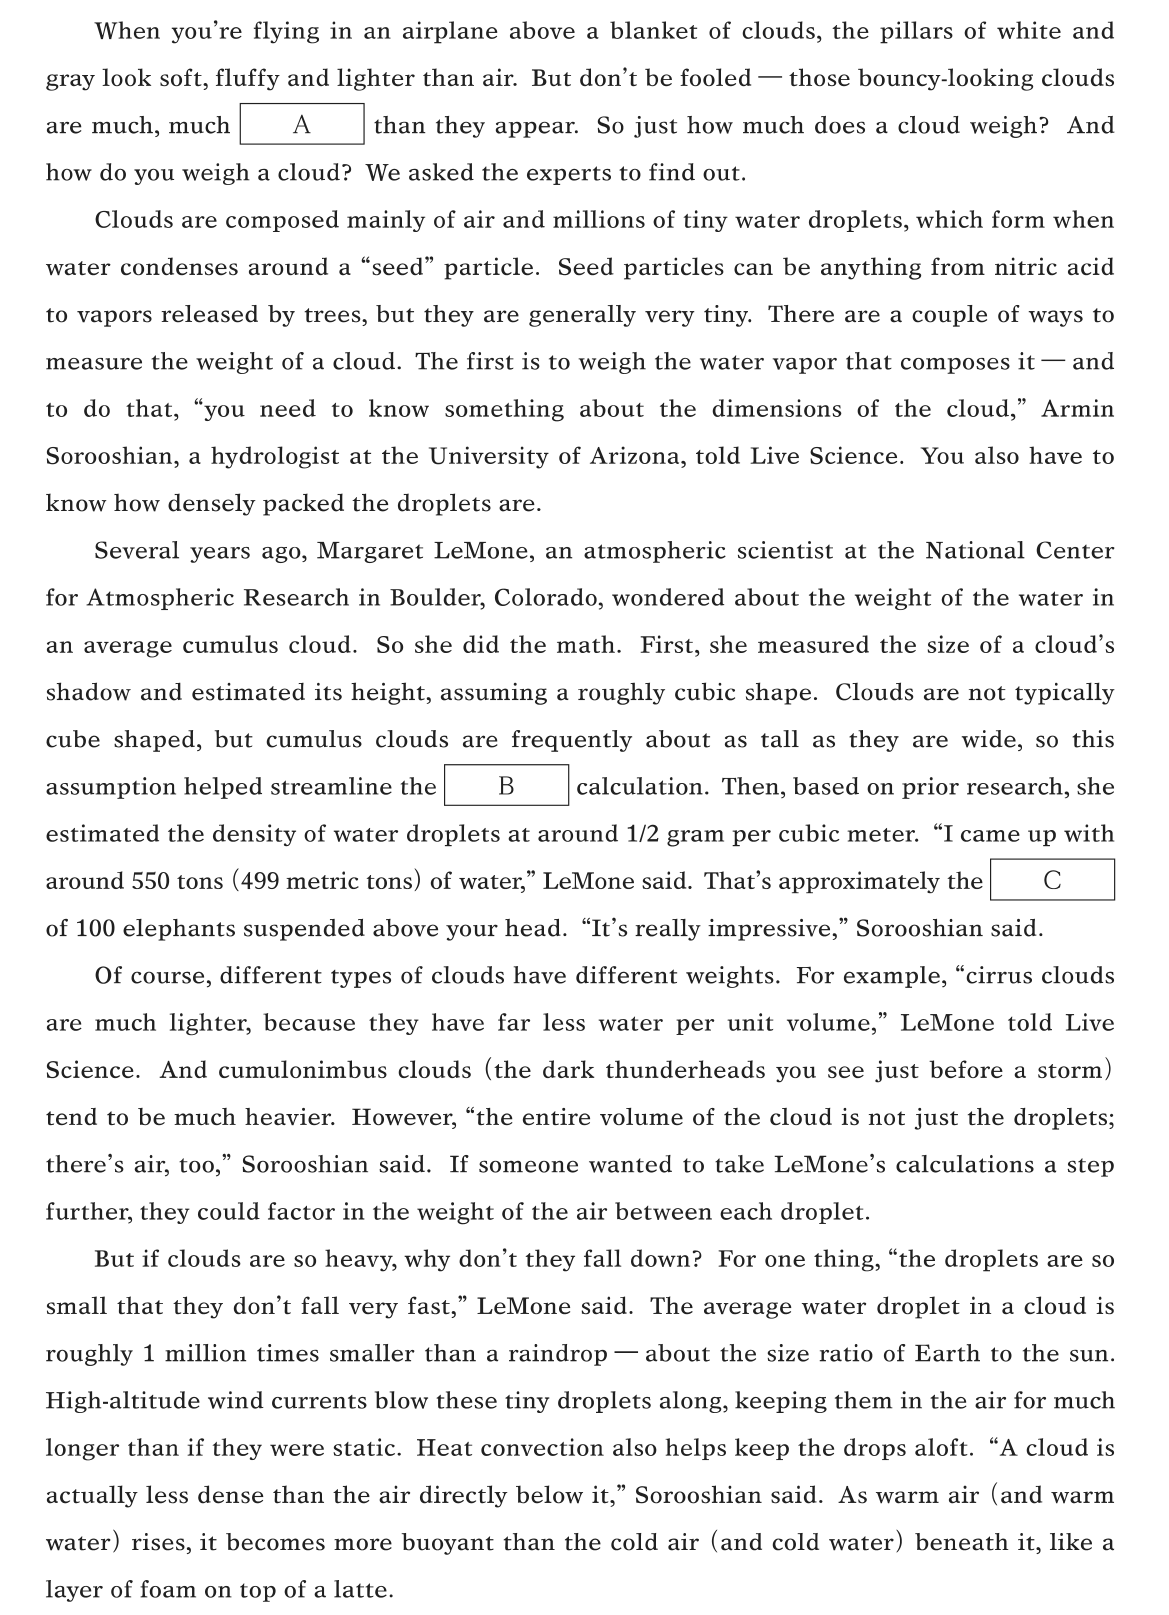 When you’re flying in an airplane above a blanket of clouds, the pillars of white and
gray look soft, fluffy and lighter than air. But don’t be fooled — those bouncy-looking clouds
are much, much A than they appear. So just how much does a cloud weigh? And
how do you weigh a cloud? We asked the experts to find out.
Clouds are composed mainly of air and millions of tiny water droplets, which form when
water condenses around a “seed” particle. Seed particles can be anything from nitric acid
to vapors released by trees, but they are generally very tiny. There are a couple of ways to
measure the weight of a cloud. The first is to weigh the water vapor that composes it — and
to do that, “you need to know something about the dimensions of the cloud,” Armin
Sorooshian, a hydrologist at the University of Arizona, told Live Science. You also have to
know how densely packed the droplets are.
Several years ago, Margaret LeMone, an atmospheric scientist at the National Center
for Atmospheric Research in Boulder, Colorado, wondered about the weight of the water in
an average cumulus cloud. So she did the math. First, she measured the size of a cloud’s
shadow and estimated its height, assuming a roughly cubic shape. Clouds are not typically
cube shaped, but cumulus clouds are frequently about as tall as they are wide, so this
assumption helped streamline the B calculation. Then, based on prior research, she
estimated the density of water droplets at around 1/2 gram per cubic meter. “I came up with
around 550 tons (499 metric tons) of water,” LeMone said. That’s approximately the C
of 100 elephants suspended above your head. “It’s really impressive,” Sorooshian said.
Of course, different types of clouds have different weights. For example, “cirrus clouds
are much lighter, because they have far less water per unit volume,” LeMone told Live
Science. And cumulonimbus clouds (the dark thunderheads you see just before a storm)
tend to be much heavier. However, “the entire volume of the cloud is not just the droplets;
there’s air, too,” Sorooshian said. If someone wanted to take LeMone’s calculations a step
further, they could factor in the weight of the air between each droplet.
But if clouds are so heavy, why don’t they fall down? For one thing, “the droplets are so
small that they don’t fall very fast,” LeMone said. The average water droplet in a cloud is
roughly 1 million times smaller than a raindrop — about the size ratio of Earth to the sun.
High-altitude wind currents blow these tiny droplets along, keeping them in the air for much
longer than if they were static. Heat convection also helps keep the drops aloft. “A cloud is
actually less dense than the air directly below it,” Sorooshian said. As warm air (and warm
water) rises, it becomes more buoyant than the cold air (and cold water) beneath it, like a
layer of foam on top of a latte.